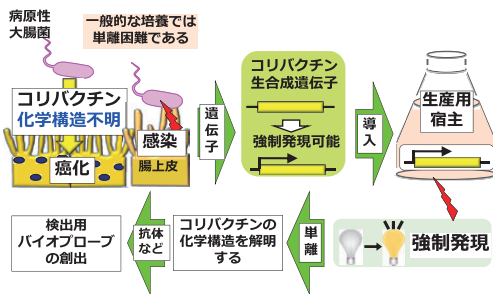 病原性
大腸菌
一般的な培養では
単離困難である
コリバクチン
化学構造不明
癌化
感染
腸上皮
遺伝子
コリバクチン
生合成遺伝子
強制発現可能
導入
生産用
宿主
強制発現
単離
コリバクチンの
化学構造を解明
する
抗体
など
検出用
バイオプローブ
の創出